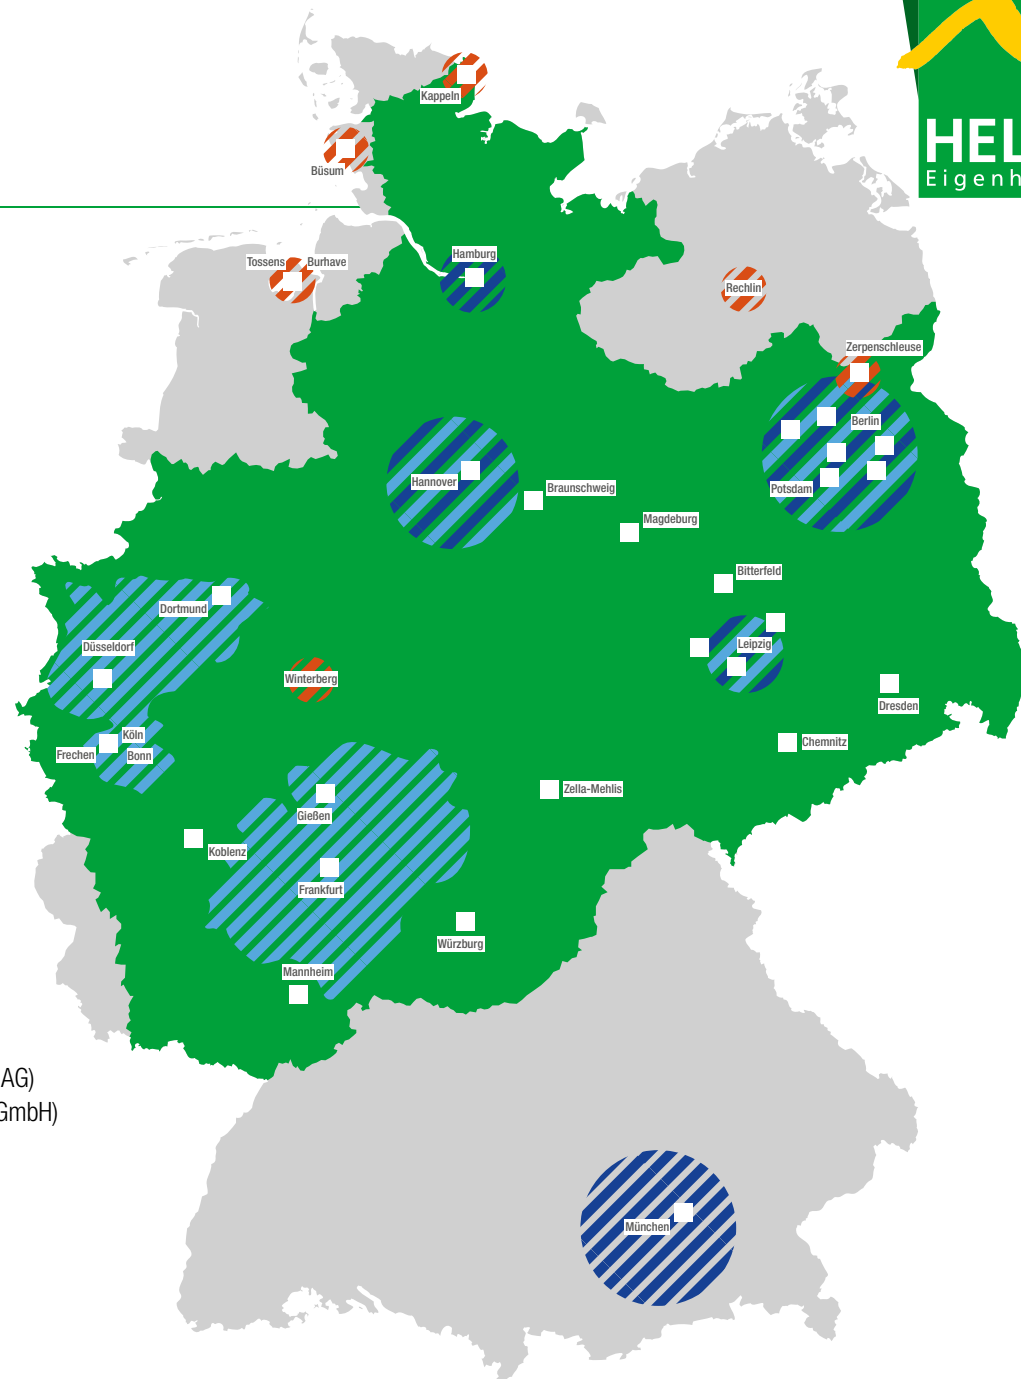 HEL
Eigenh
Kappeln
Büsum
Tossens
Burhave
Hamburg
Rechlin
Zerpenschleuse
Berlin
Hannover
Braunschweig
Potsdam
Magdeburg
Bitterfeld
Dortmund
Düsseldorf
Leipzig
Winterberg
Dresden
Köln
Frechen
Bonn
Chemnitz
Zella-Mehlis
Gießen
Koblenz
Frankfurt
Würzburg
Mannheim
AG)
GmbH)
München